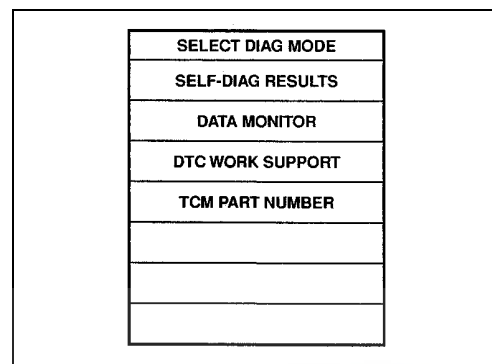 SELECT DIAG MODE
SELF-DIAG RESULTS
DATA MONITOR
DTC WORK SUPPORT
TCM PART NUMBER